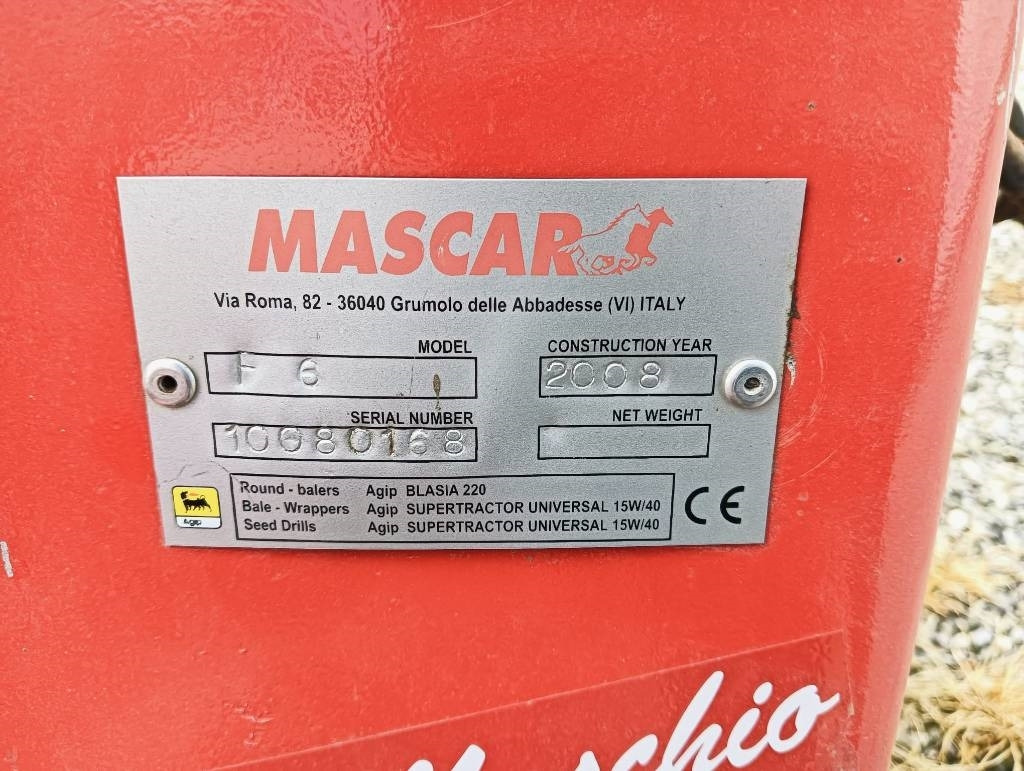 MASCAR
Via Roma, 82 - 36040 Grumolo delle Abbadesse (VI) ITALY
MODEL
F 6
CONSTRUCTION YEAR
2008
SERIAL NUMBER
10680168
NET WEIGHT
Round - balers Agip BLASIA 220
Bale - Wrappers Agip SUPERTRACTOR UNIVERSAL 15W/40
Seed Drills Agip SUPERTRACTOR UNIVERSAL 15W/40
Agip
CE